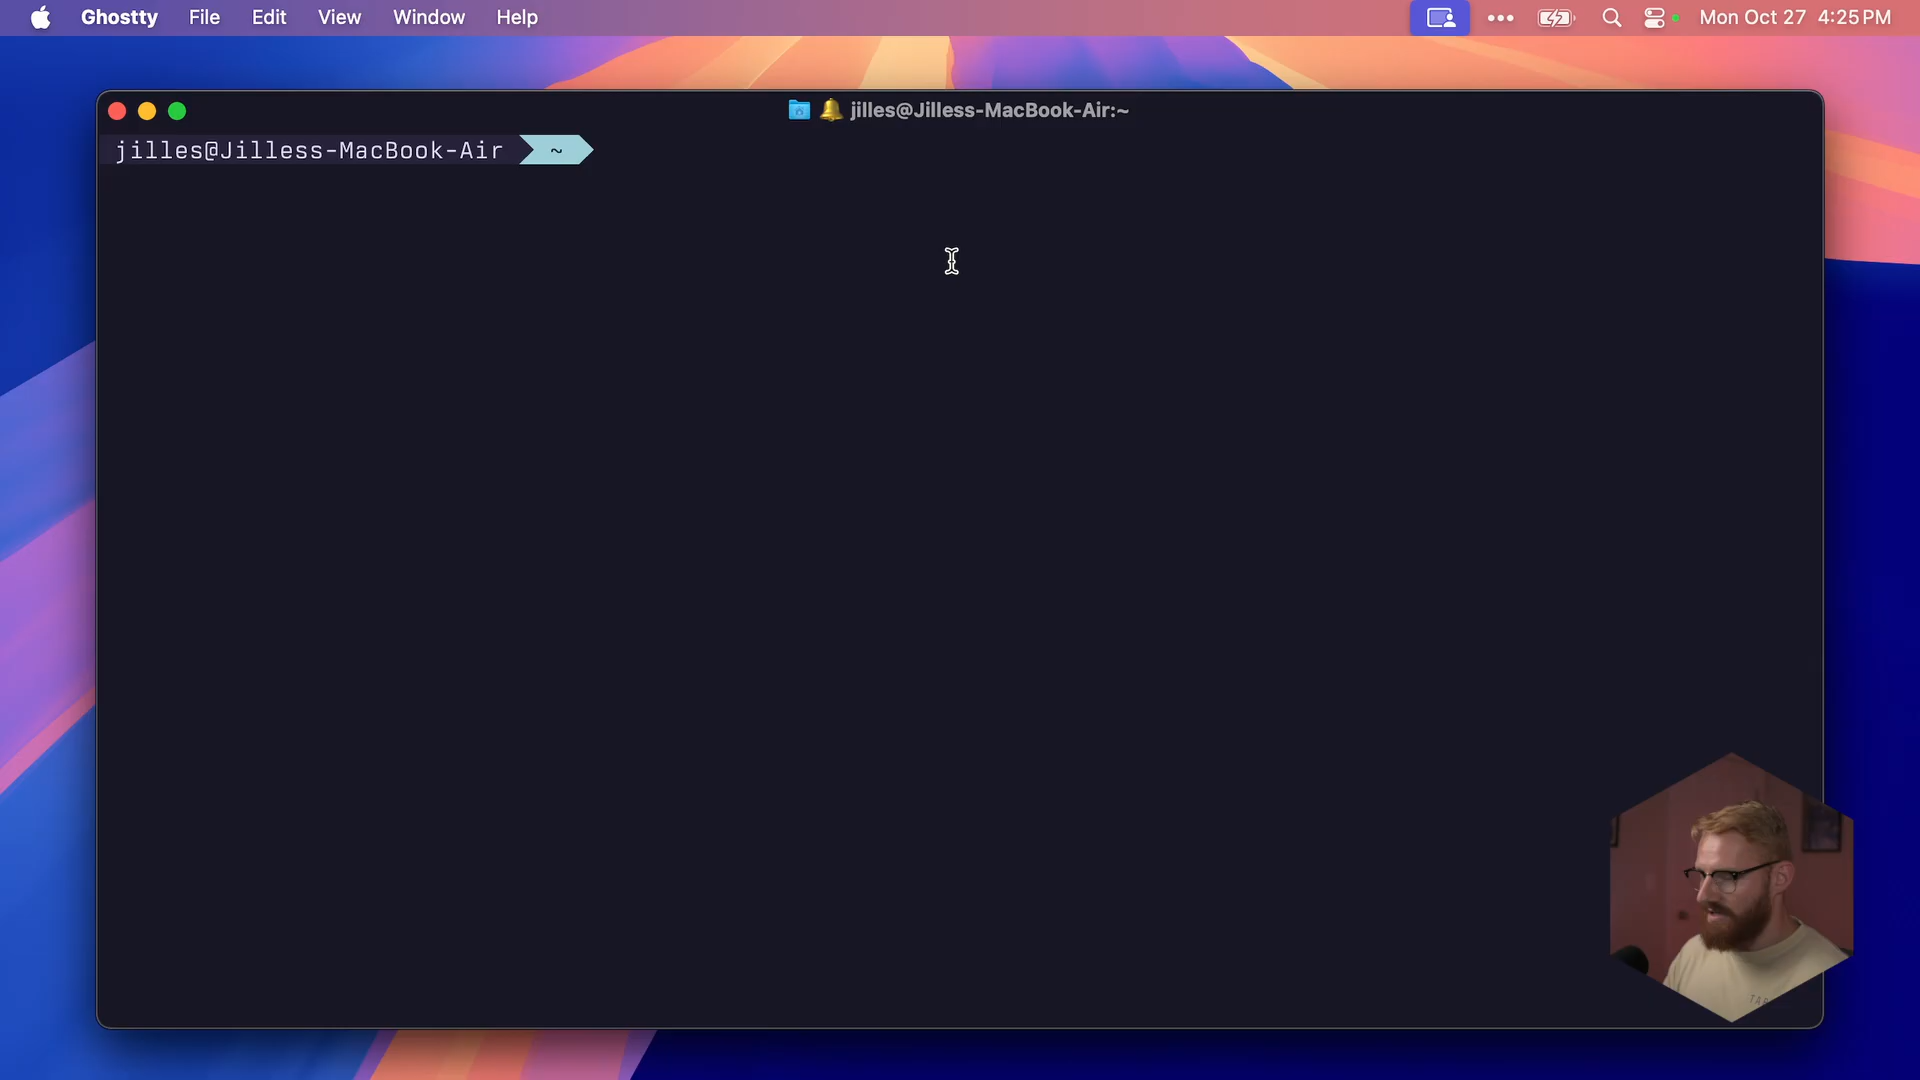 Ghostty File Edit View Window Help Mon Oct 27 4:25 PM
jilles@Jilless-MacBook-Air:~
jilles@Jilless-MacBook-Air ~